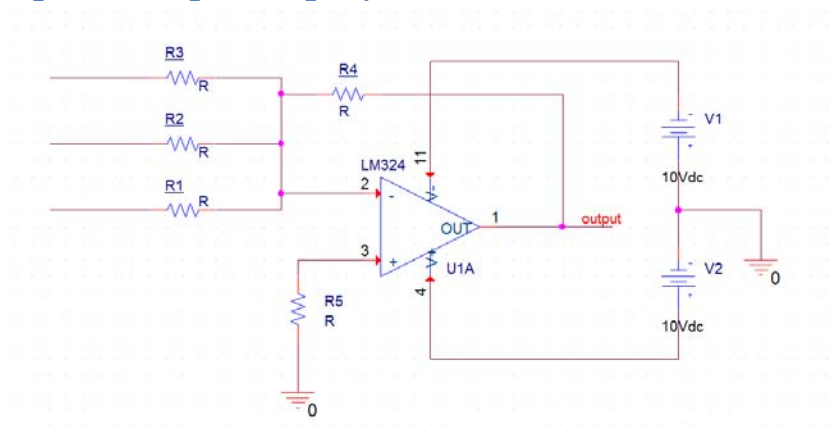 R3
R
R4
R
R2
R
R1
R
LM324
2
-
3
+
11
V-
OUT
1
V+
4
U1A
output
- V1
+
10Vdc
+ V2
-
10Vdc
0
R5
R
0